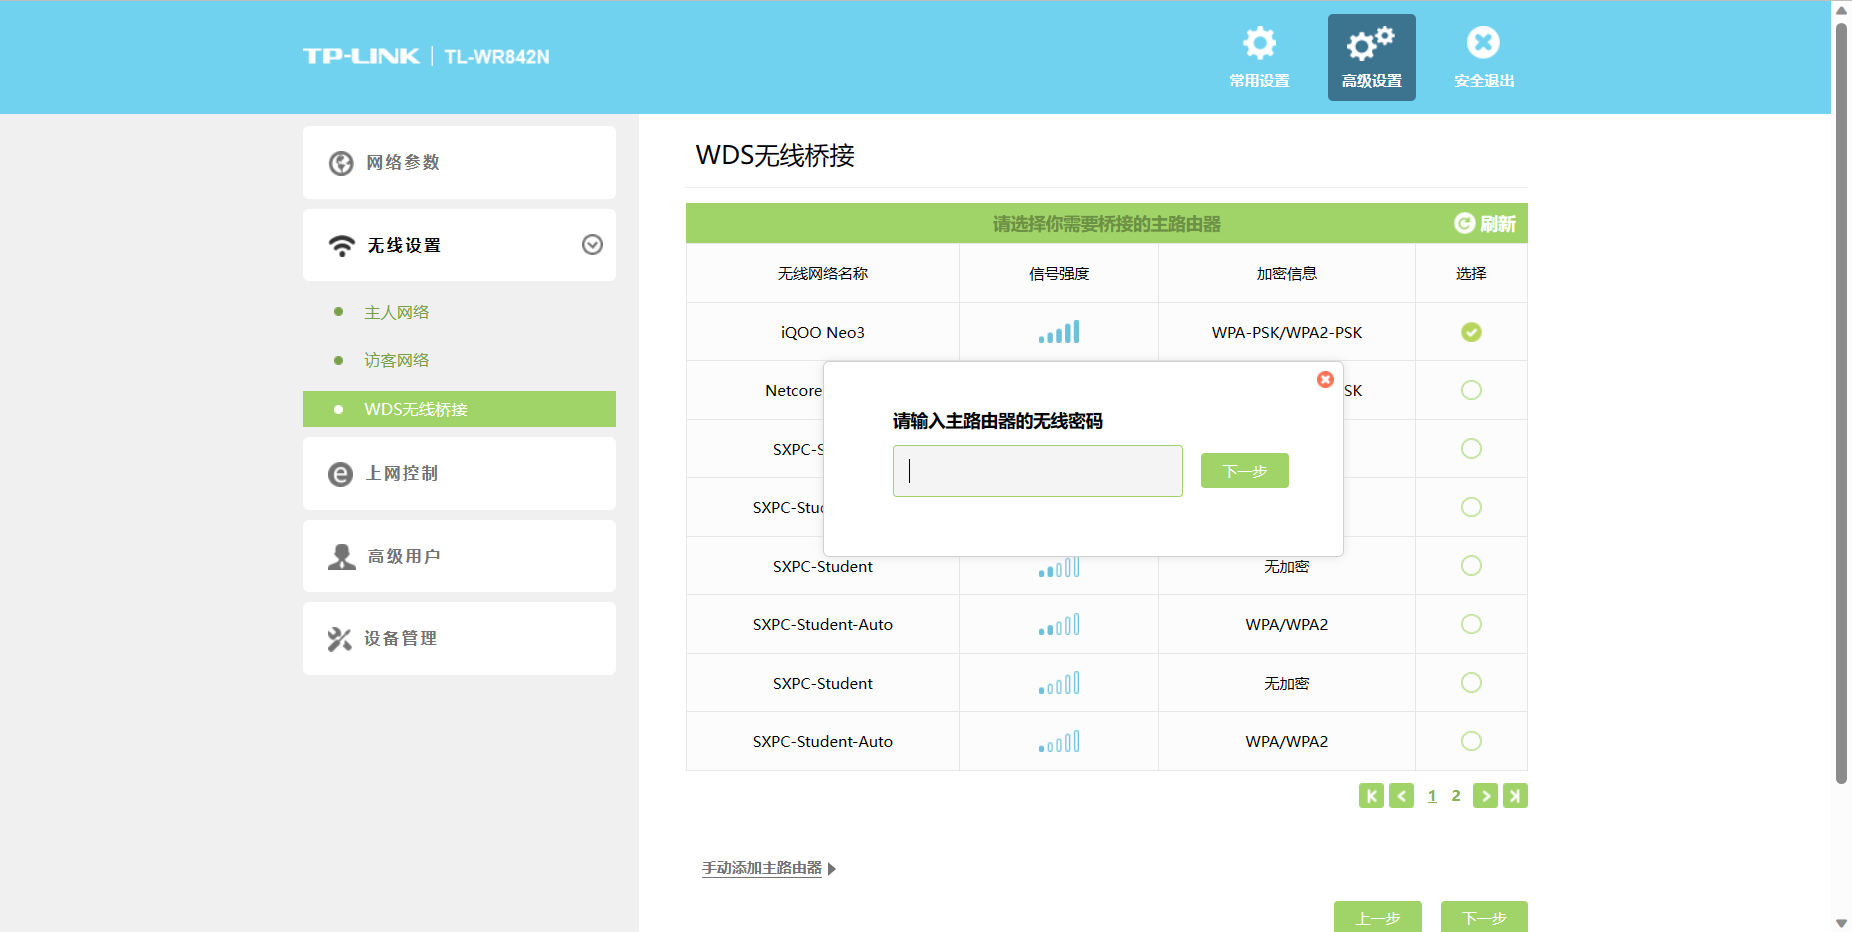 TP-LINK | TL-WR842N
常用设置
高级设置
安全退出
网络参数
无线设置
主人网络
访客网络
WDS无线桥接
上网控制
高级用户
设备管理
WDS无线桥接
请选择你需要桥接的主路由器
刷新
无线网络名称 信号强度 加密信息 选择
iQOO Neo3 WPA-PSK/WPA2-PSK
Netcore SK
SXPC-S
SXPC-Stud
请输入主路由器的无线密码
下一步
SXPC-Student 无加密
SXPC-Student-Auto WPA/WPA2
SXPC-Student 无加密
SXPC-Student-Auto WPA/WPA2
1 2
手动添加主路由器
上一步 下一步